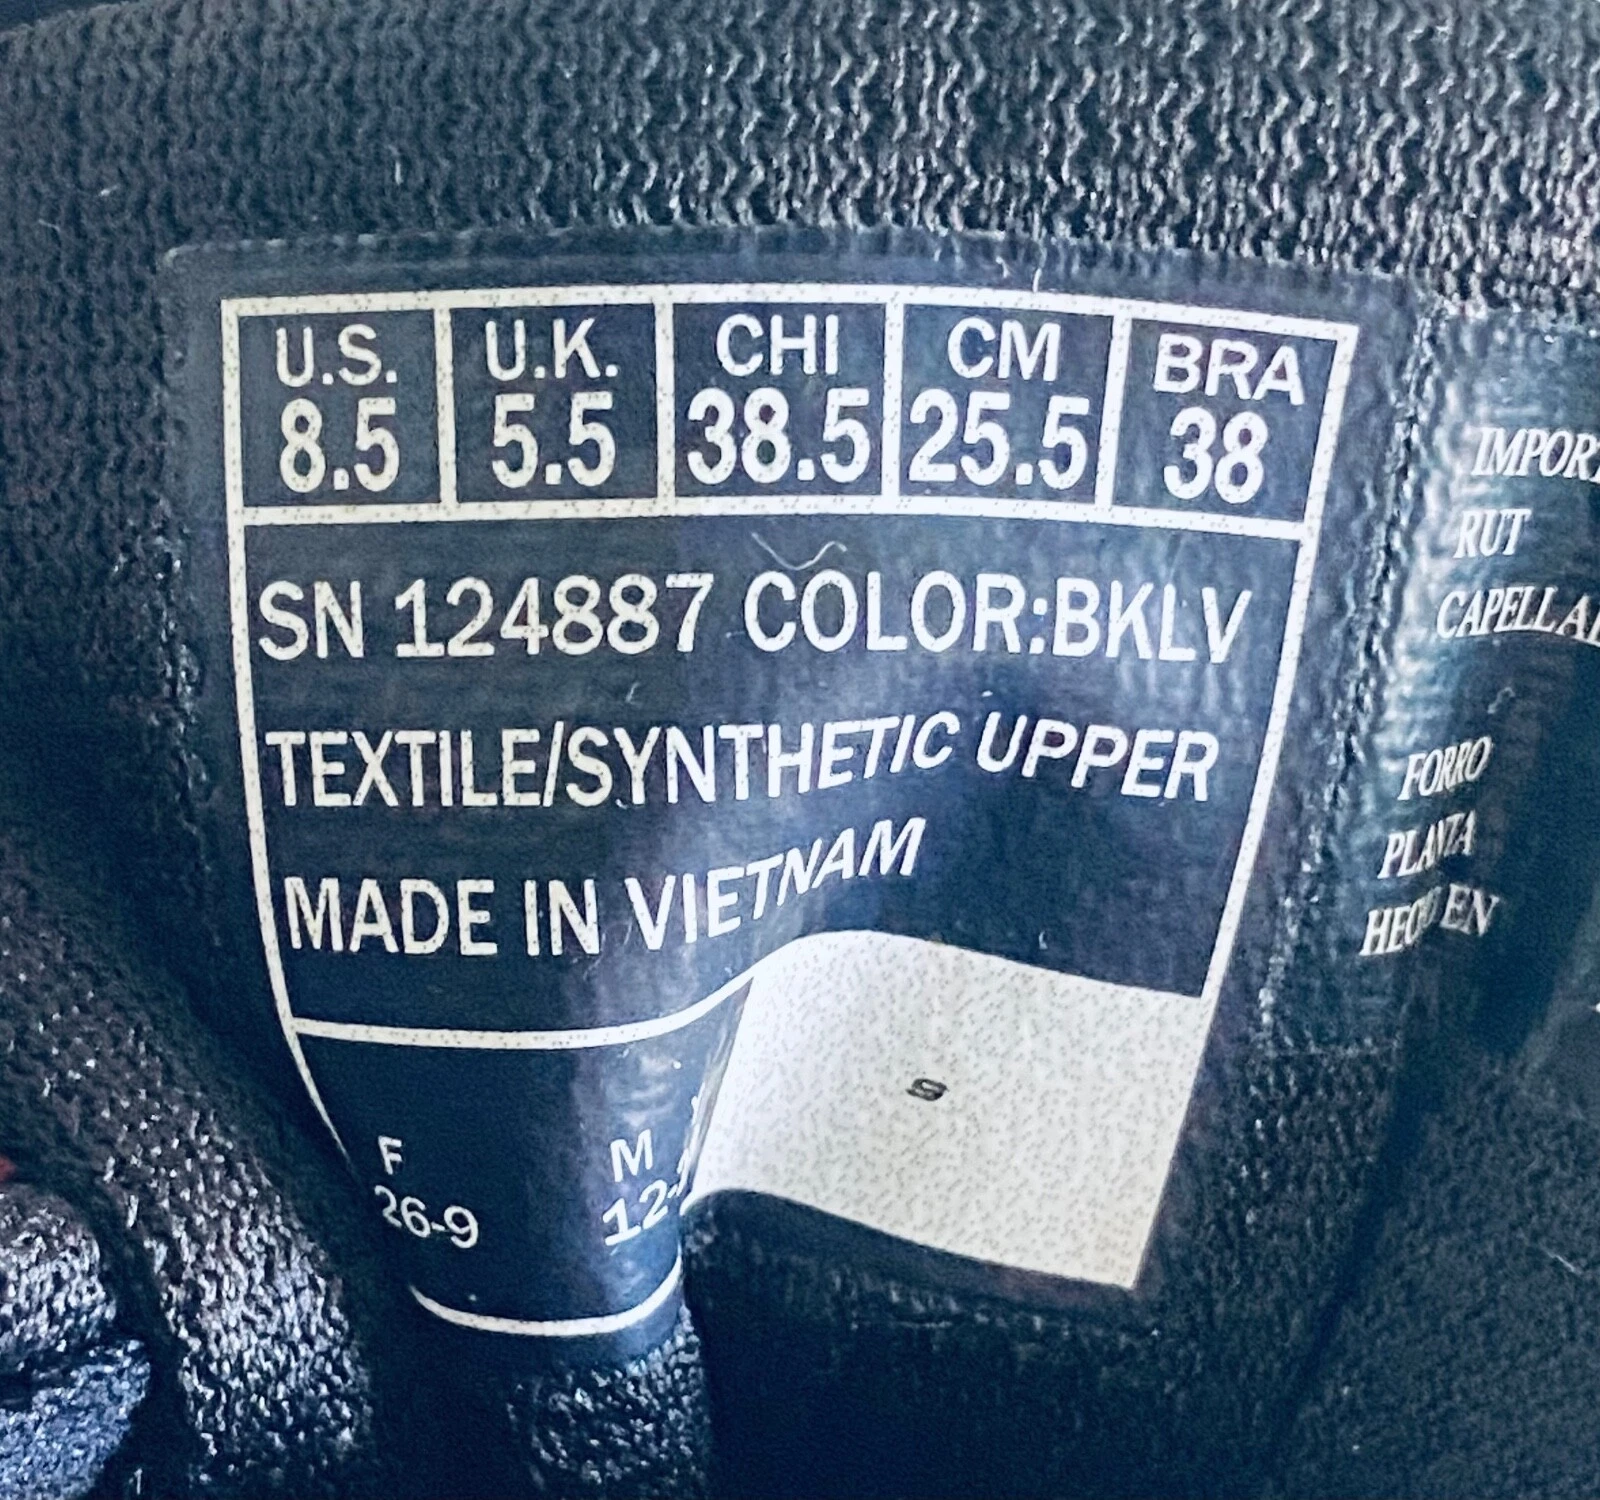 U.S. U.K. CHI CM BRA
8.5 5.5 38.5 25.5 38
SN 124887 COLOR:BKLV
TEXTILE/SYNTHETIC UPPER
MADE IN VIETNAM
F M
26-9
RUT
FORRO
PLANTA
EN